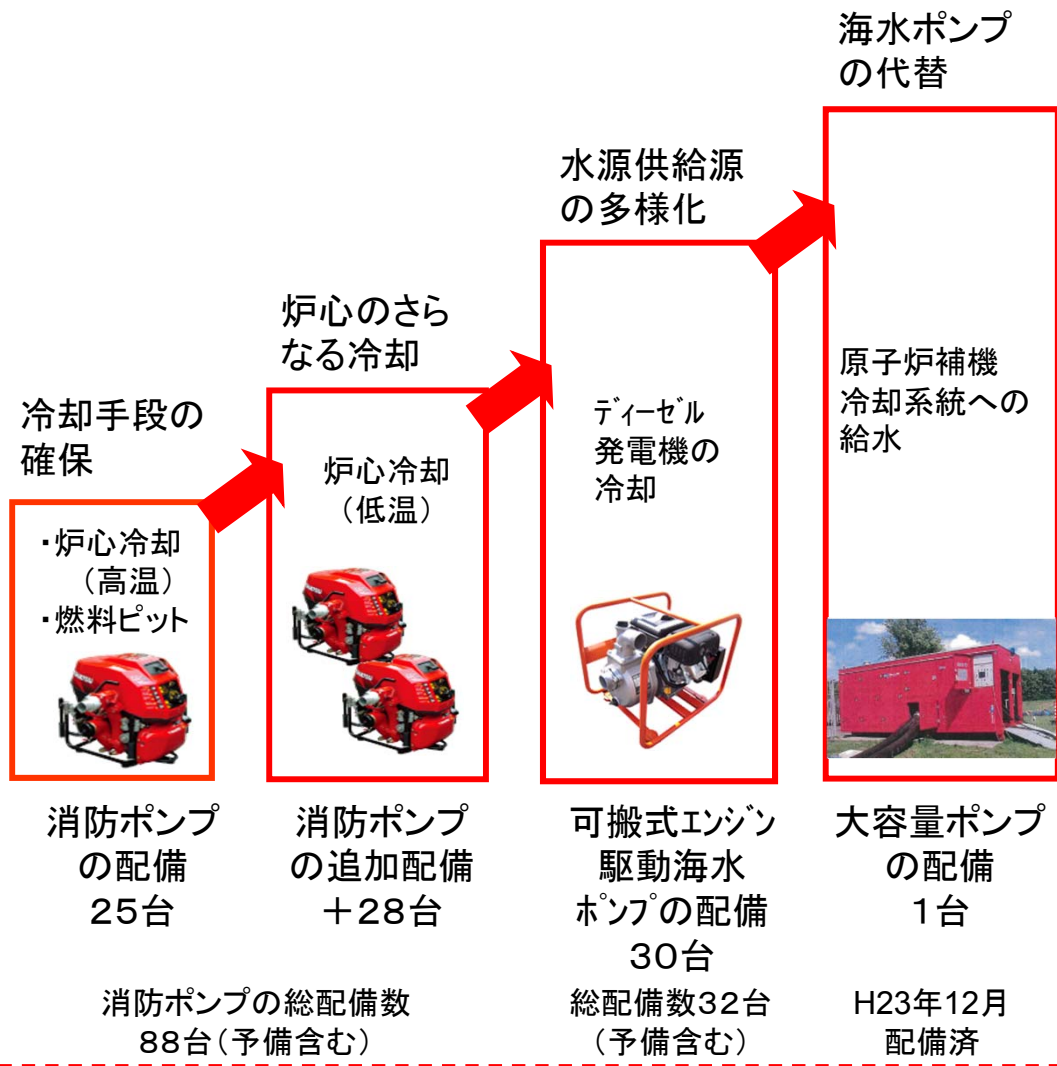 冷却手段の
確保
・炉心冷却
(高温)
・燃料ピット
消防ポンプ
の配備
25台
炉心のさら
なる冷却
炉心冷却
(低温)
消防ポンプ
の追加配備
+28台
消防ポンプの総配備数
88台(予備含む)
水源供給源
の多様化
ディーゼル
発電機の
冷却
可搬式エンジン
駆動海水
ポンプの配備
30台
総配備数32台
(予備含む)
海水ポンプ
の代替
原子炉補機
冷却系統への
給水
大容量ポンプ
の配備
1台
H23年12月
配備済